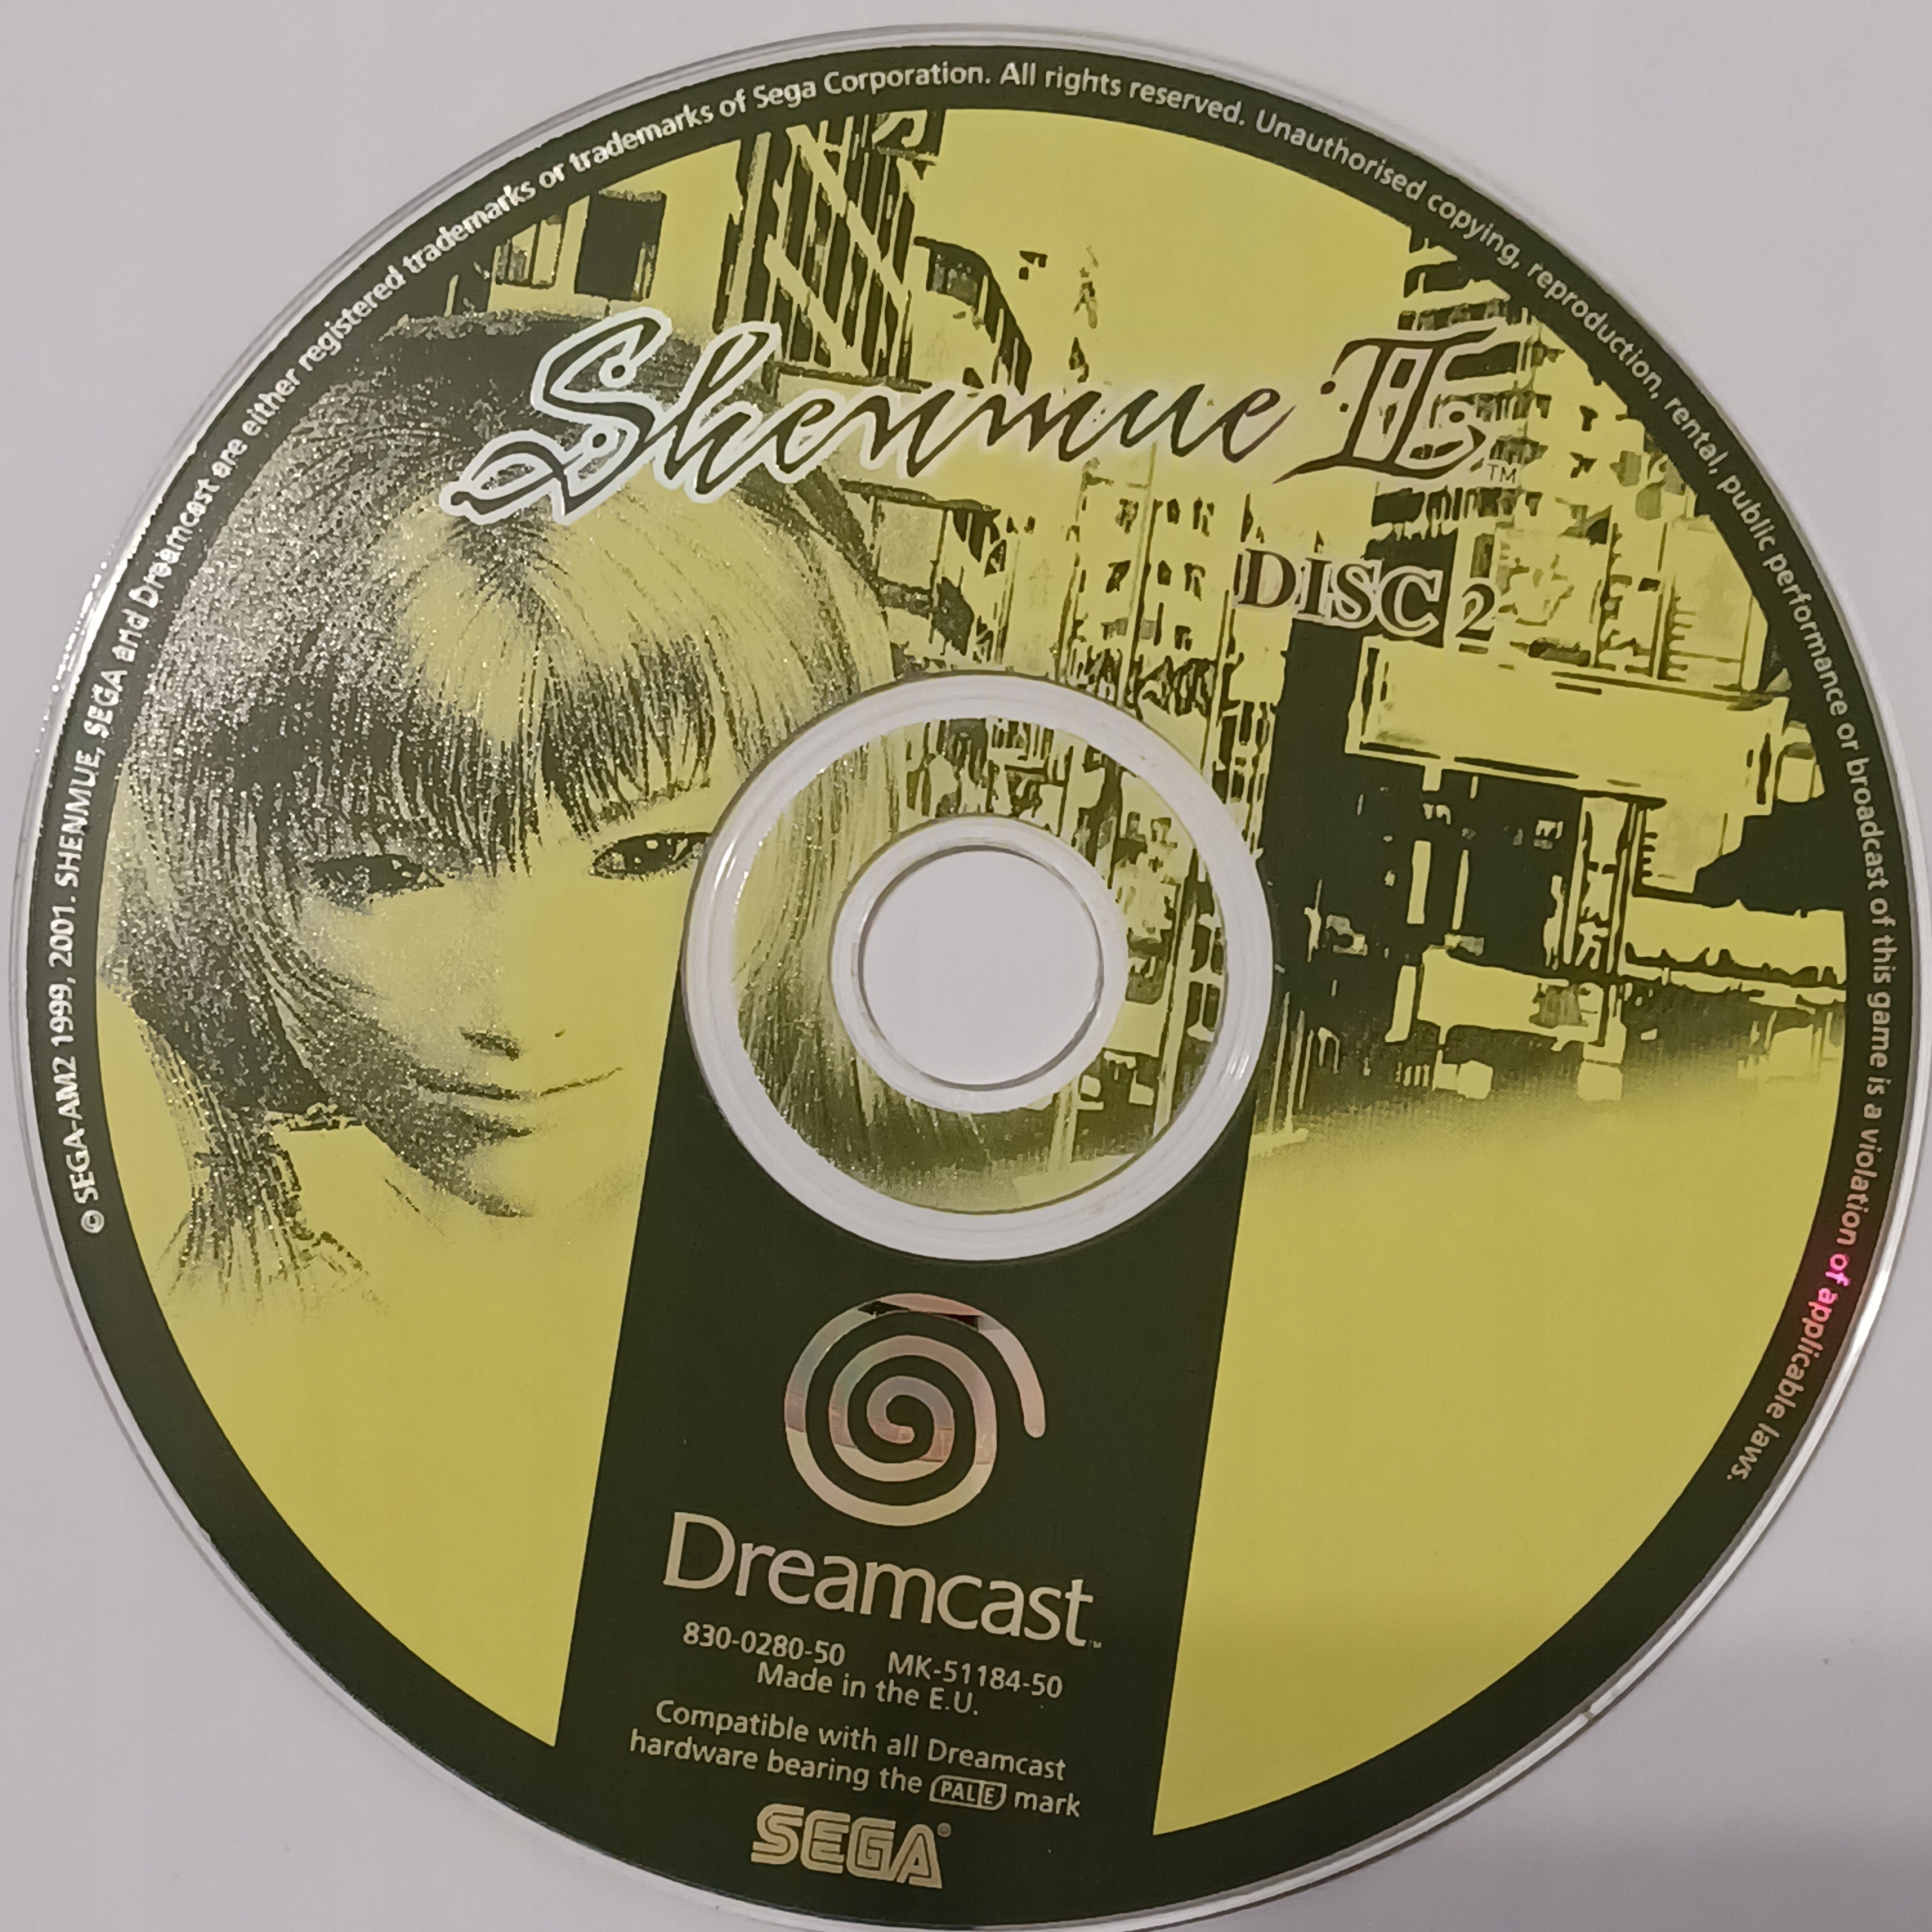 © SEGA-AM2 1999, 2001. SHENMUE, SEGA and Dreamcast are either registered trademarks or trademarks of Sega Corporation. All rights reserved. Unauthorised copying, reproduction, rental, public performance or broadcast of this game is a violation of applicable laws.
Shenmue II™
DISC 2
Dreamcast™
830-0280-50 MK-51184-50
Made in the E.U.
Compatible with all Dreamcast
hardware bearing the PAL E mark
SEGA®